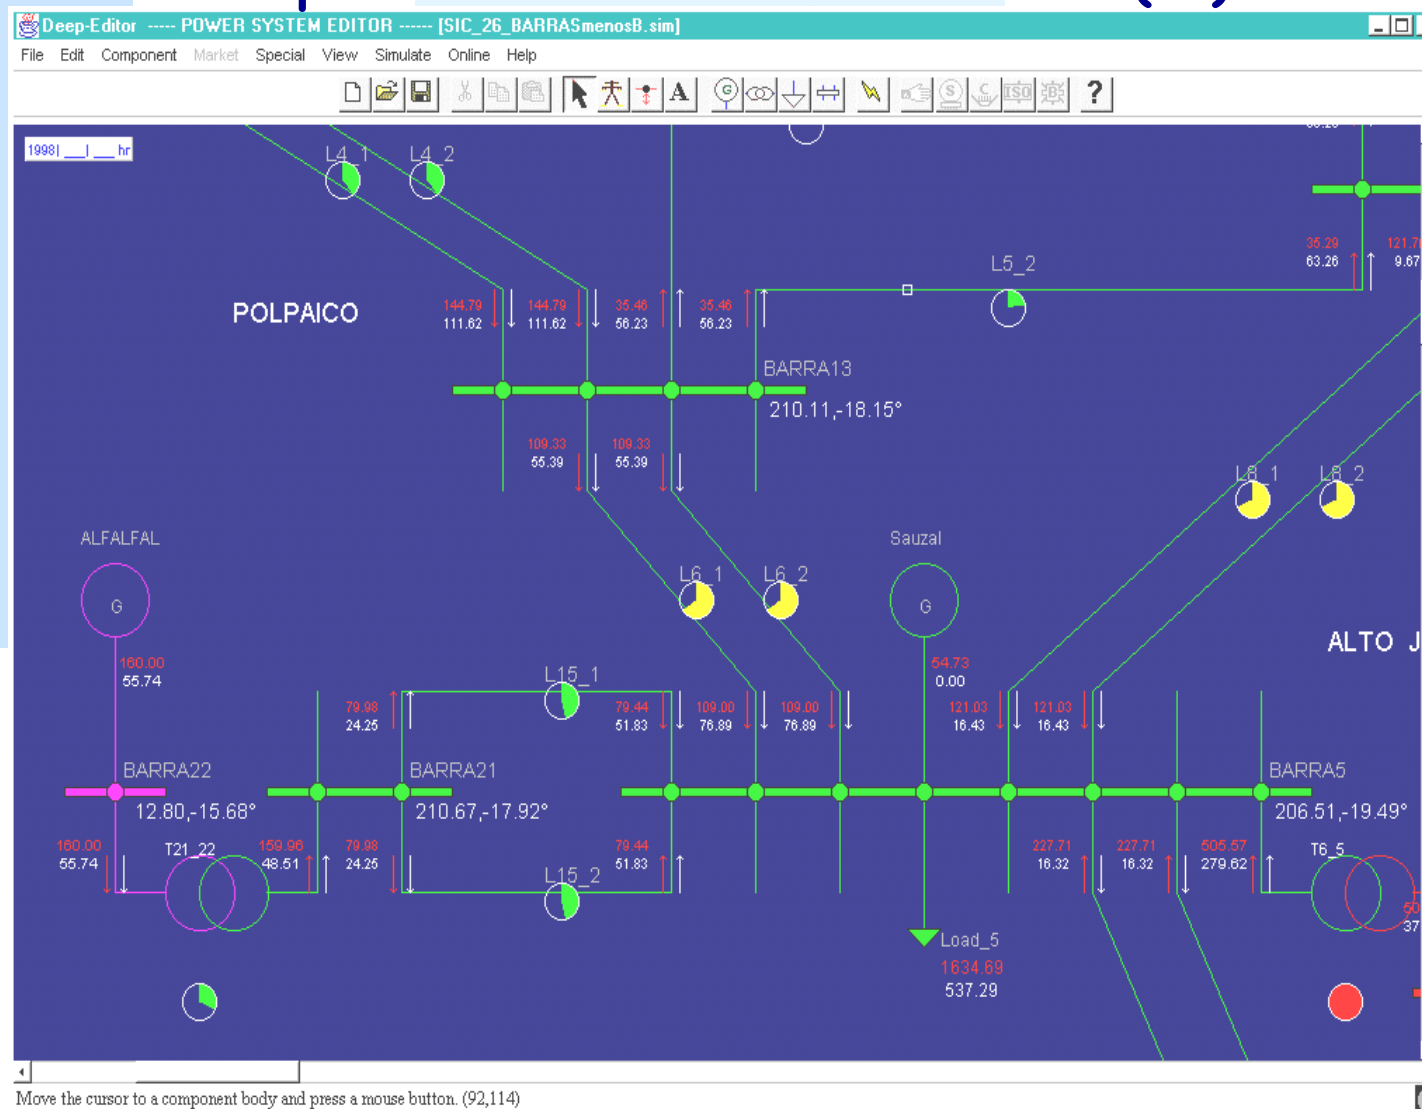 Deep-Editor ----- POWER SYSTEM EDITOR ------ [SIC_26_BARRASmenosB.sim]
File Edit Component Market Special View Simulate Online Help
A G S C ISO B ?
1998| ___| ___ hr
L4_1 L4_2
35.29 121.7
63.26 9.67
L5_2
POLPAICO
144.79 144.79 35.46 35.46
111.62 111.62 56.23 56.23
BARRA13
210.11,-18.15°
109.33 109.33
55.39 55.39
L8_1 L8_2
ALFALFAL Sauzal
L6_1 L6_2
G G
ALTO J
160.00 54.73
55.74 0.00
L15_1
79.98 79.44 109.00 109.00 121.03 121.03
24.25 51.83 76.89 76.89 16.43 16.43
BARRA22 BARRA21 BARRA5
12.80,-15.68° 210.67,-17.92° 206.51,-19.49°
160.00 T21_22 159.96 79.98 79.44 227.71 227.71 505.57 T6_5
55.74 48.51 24.25 51.83 16.32 16.32 279.62
L15_2
50
37
Load_5
1634.69
537.29
Move the cursor to a component body and press a mouse button. (92,114)